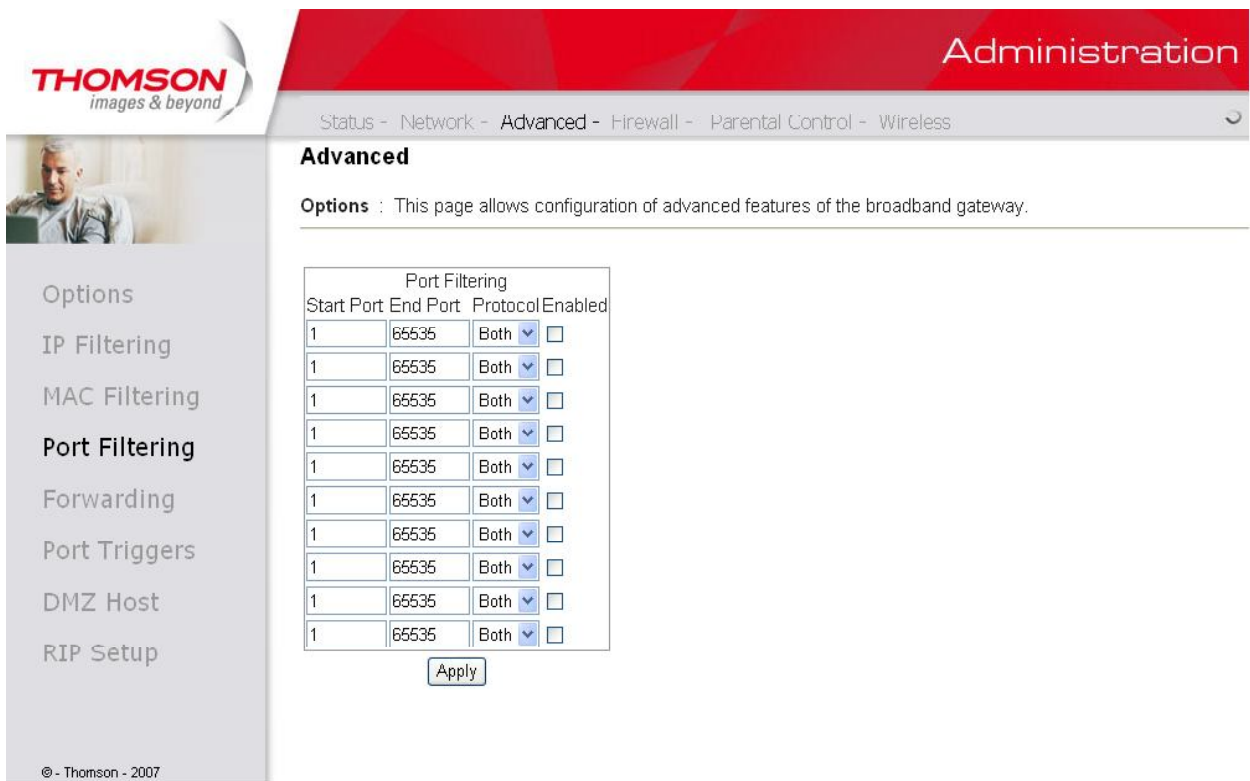 THOMSON
images & beyond
Administration
Status - Network - Advanced - Firewall - Parental Control - Wireless
Advanced
Options : This page allows configuration of advanced features of the broadband gateway.
Options
IP Filtering
MAC Filtering
Port Filtering
Forwarding
Port Triggers
DMZ Host
RIP Setup
Port Filtering
Start Port End Port Protocol Enabled
1 65535 Both
1 65535 Both
1 65535 Both
1 65535 Both
1 65535 Both
1 65535 Both
1 65535 Both
1 65535 Both
1 65535 Both
1 65535 Both
Apply
© - Thomson - 2007